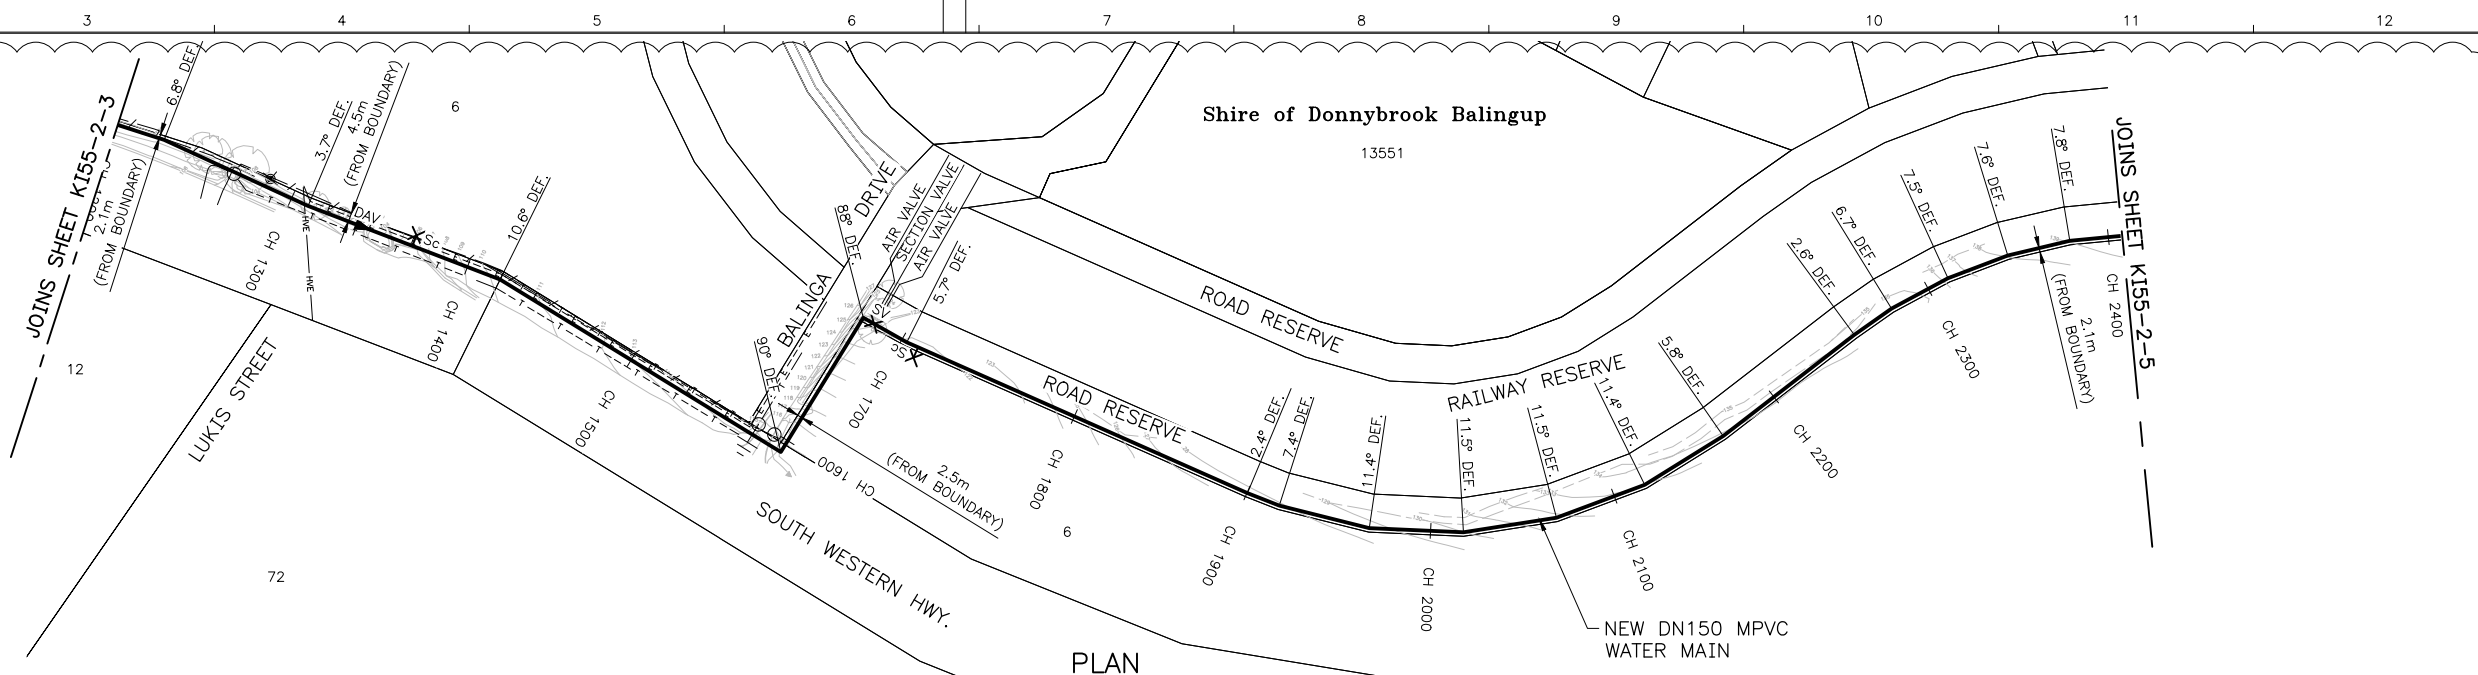 3 4 5 6 7 8 9 10 11 12
JOINS SHEET KI55-2-3
2.1m
(FROM BOUNDARY)
6.8° DEF.
3.7° DEF.
4.5m
(FROM BOUNDARY)
6
DAV
Sc
10.6° DEF.
HVE
HVE
CH 1300
CH 1400
CH 1500
12
LUKIS STREET
72
BALINGA DRIVE
90° DEF.
88° DEF.
AIR VALVE
SECTION VALVE
AIR VALVE
5.7° DEF.
SV
Sc
CH 1600
CH 1700
2.5m
(FROM BOUNDARY)
SOUTH WESTERN HWY.
Shire of Donnybrook Balingup
13551
ROAD RESERVE
ROAD RESERVE
RAILWAY RESERVE
6
CH 1800
CH 1900
CH 2000
CH 2100
CH 2200
CH 2300
CH 2400
2.4° DEF.
7.4° DEF.
11.4° DEF.
11.5° DEF.
11.5° DEF.
11.4° DEF.
5.8° DEF.
2.6° DEF.
6.7° DEF.
7.5° DEF.
7.6° DEF.
7.8° DEF.
2.1m
(FROM BOUNDARY)
JOINS SHEET KI55-2-5
NEW DN150 MPVC
WATER MAIN
PLAN